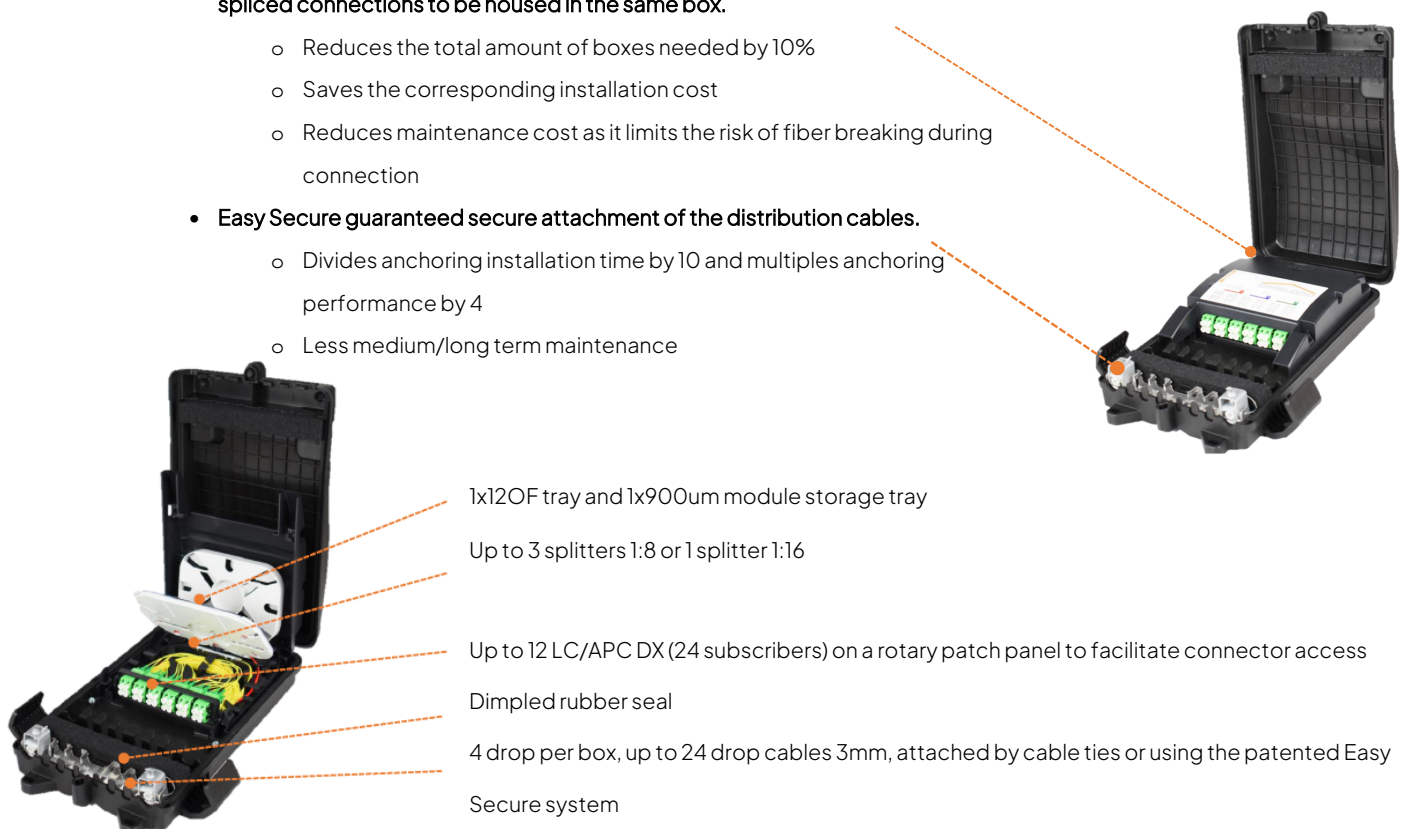 spliced connections to be housed in the same box.
o Reduces the total amount of boxes needed by 10%
o Saves the corresponding installation cost
o Reduces maintenance cost as it limits the risk of fiber breaking during
connection
• Easy Secure guaranteed secure attachment of the distribution cables.
o Divides anchoring installation time by 10 and multiples anchoring
performance by 4
o Less medium/long term maintenance
1x12OF tray and 1x900um module storage tray
Up to 3 splitters 1:8 or 1 splitter 1:16
Up to 12 LC/APC DX (24 subscribers) on a rotary patch panel to facilitate connector access
Dimpled rubber seal
4 drop per box, up to 24 drop cables 3mm, attached by cable ties or using the patented Easy
Secure system